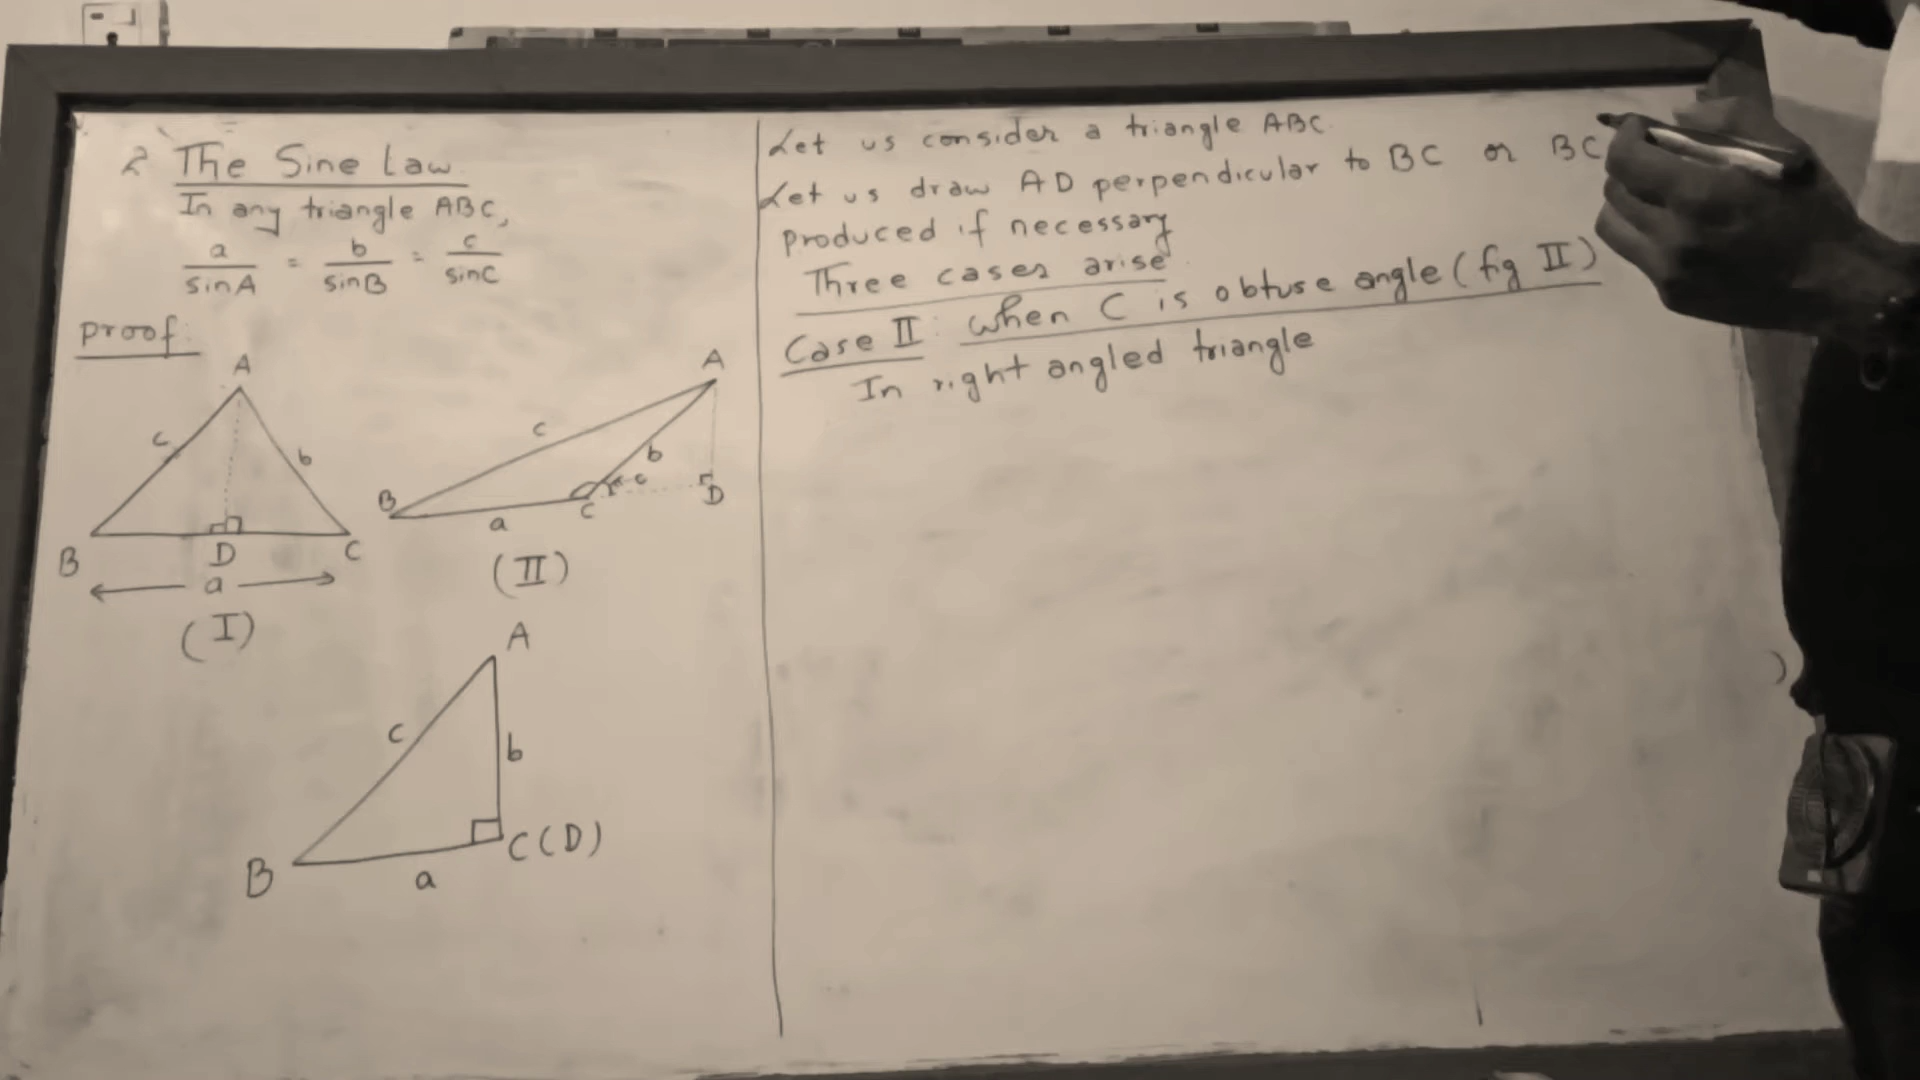 2 The Sine Law
In any triangle ABC,
a/sinA = b/sinB = c/sinC
Proof:
A
c
b
B
D
C
a
(I)
A
c
b
B
a
C
π-c
D
(II)
A
c
b
B
a
C(D)
Let us consider a triangle ABC.
Let us draw AD perpendicular to BC or BC
produced if necessary
Three cases arise.
Case II: when C is obtuse angle (fig II)
In right angled triangle
)